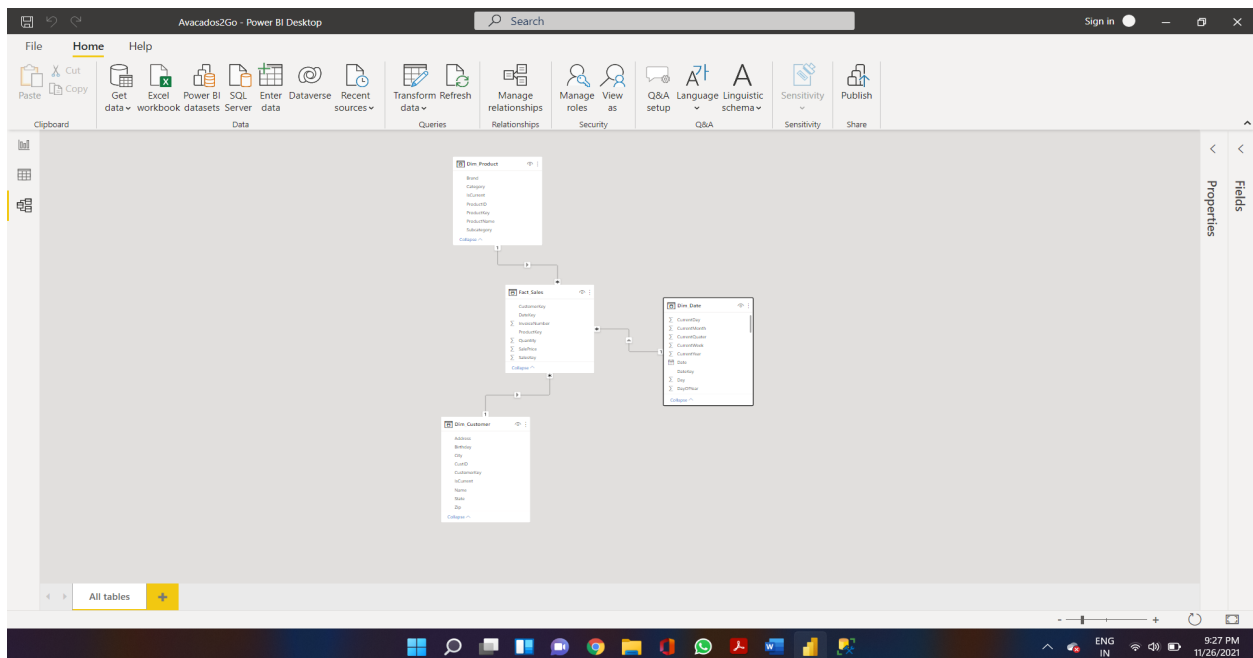 Avacados2Go - Power BI Desktop
Search
Sign in
File Home Help
Paste
Cut
Copy
Clipboard
Get data
Excel workbook
Power BI datasets
SQL Server
Enter data
Dataverse
Recent sources
Data
Transform data
Refresh
Queries
Manage relationships
Relationships
Manage roles
View as
Security
Q&A setup
Language
Linguistic schema
Q&A
Sensitivity
Sensitivity
Publish
Share
Properties
Fields
Dim_Product
Brand
Category
IsCurrent
ProductID
ProductKey
ProductName
Subcategory
Collapse
1
Fact_Sales
CustomerKey
DateKey
InvoiceNumber
ProductKey
Quantity
SalePrice
SalesKey
Collapse
1
Dim_Date
CurrentDay
CurrentMonth
CurrentQuater
CurrentWeek
CurrentYear
Date
DateKey
Day
DayOfYear
Collapse
1
Dim_Customer
Address
Birthday
City
CustID
CustomerKey
IsCurrent
Name
State
Zip
Collapse
All tables
ENG
IN
9:27 PM
11/26/2021